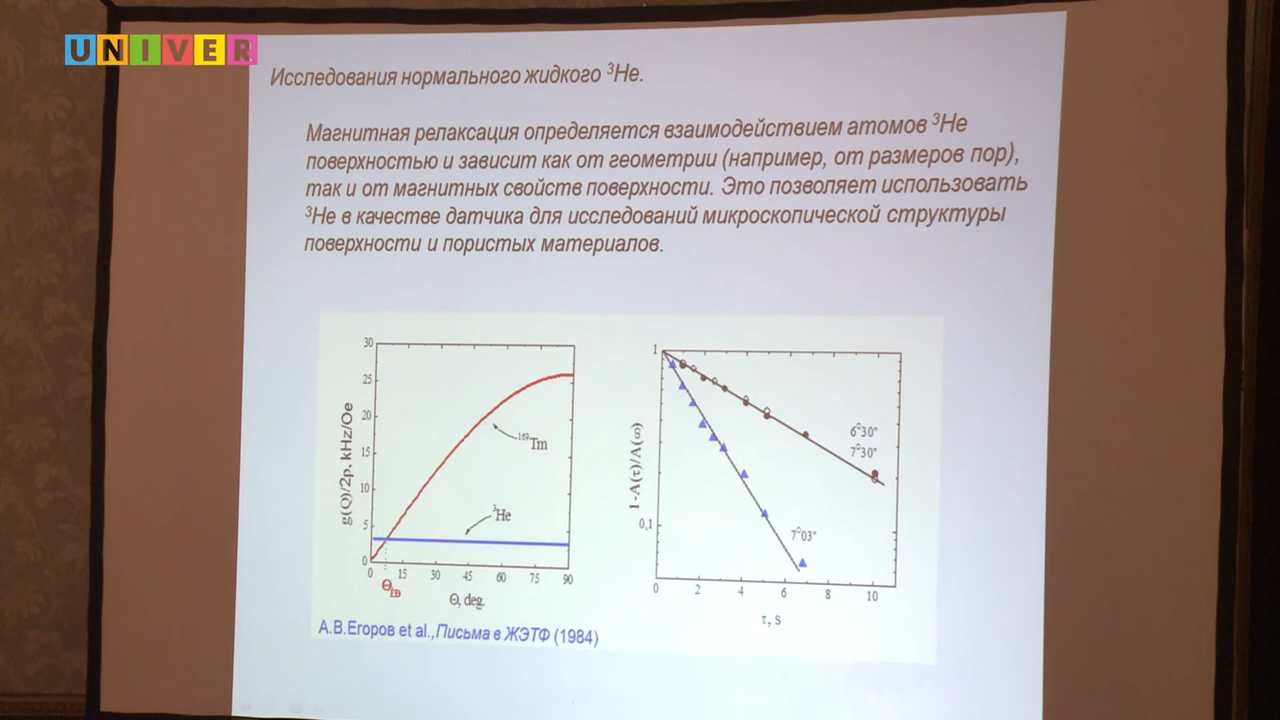 UNIVER
Исследования нормального жидкого ³He.
Магнитная релаксация определяется взаимодействием атомов ³He
поверхностью и зависит как от геометрии (например, от размеров пор),
так и от магнитных свойств поверхности. Это позволяет использовать
³He в качестве датчика для исследований микроскопической структуры
поверхности и пористых материалов.
g(Q)/2p, kHz/Oe
30
25
20
15
10
5
0
¹⁶⁹Tm
³He
0 15 30 45 60 75 90
Θ, deg.
1-A(τ)/A(∞)
1
0,1
6°30"
7°30"
7°03"
0 2 4 6 8 10
τ, s
А.В.Егоров et al.,Письма в ЖЭТФ (1984)